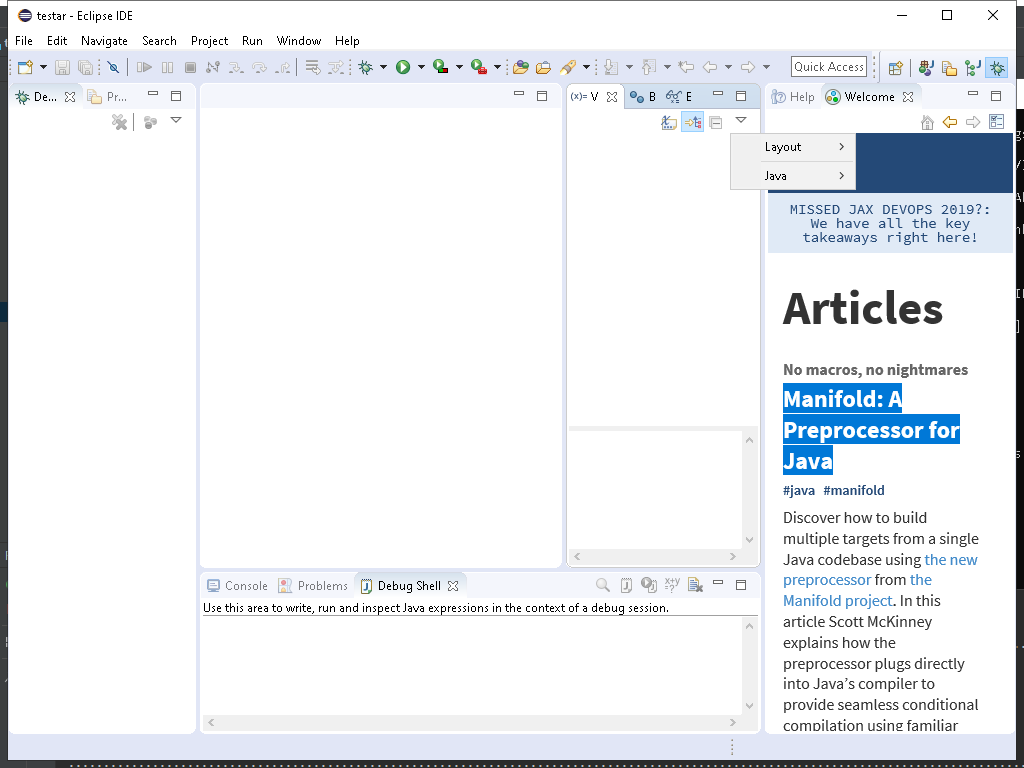 testar - Eclipse IDE
File Edit Navigate Search Project Run Window Help
Quick Access
De... Pr... (x)= V B E Help Welcome
Layout
Java
MISSED JAX DEVOPS 2019?:
We have all the key
takeaways right here!
Articles
No macros, no nightmares
Manifold: A
Preprocessor for
Java
#java #manifold
Discover how to build
multiple targets from a single
Java codebase using the new
preprocessor from the
Manifold project. In this
article Scott McKinney
explains how the
preprocessor plugs directly
into Java’s compiler to
provide seamless conditional
compilation using familiar
Console Problems Debug Shell
Use this area to write, run and inspect Java expressions in the context of a debug session.